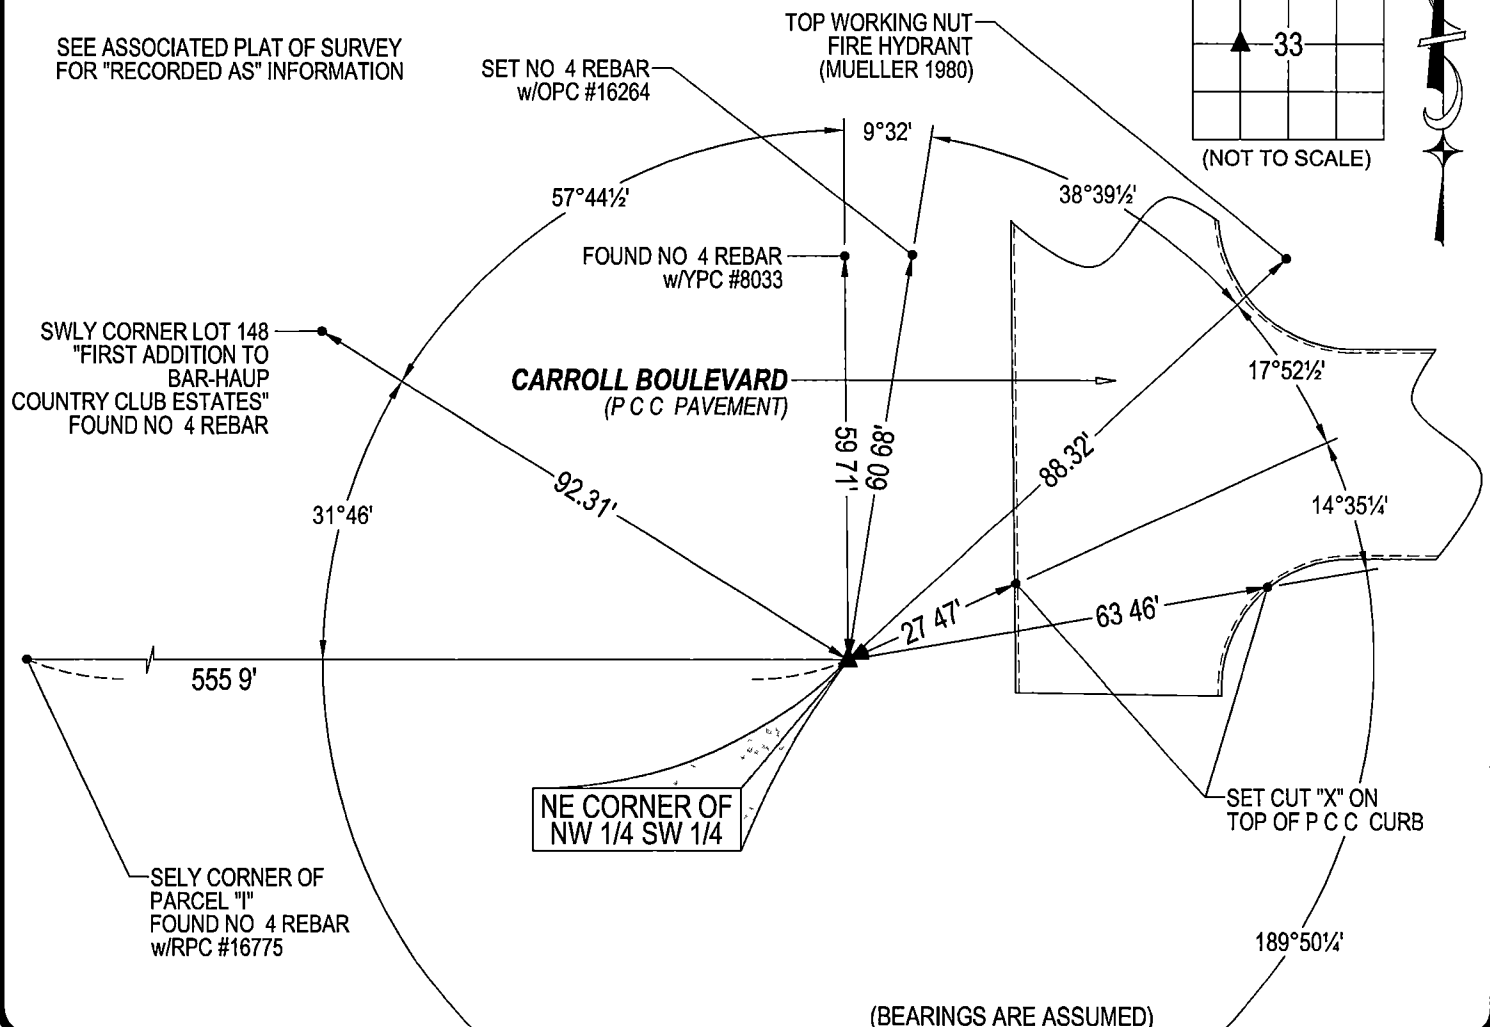 SEE ASSOCIATED PLAT OF SURVEY
FOR "RECORDED AS" INFORMATION
TOP WORKING NUT
FIRE HYDRANT
(MUELLER 1980)
SET NO 4 REBAR
w/OPC #16264
33
(NOT TO SCALE)
9°32'
57°44½'
38°39½'
FOUND NO 4 REBAR
w/YPC #8033
SWLY CORNER LOT 148
"FIRST ADDITION TO
BAR-HAUP
COUNTRY CLUB ESTATES"
FOUND NO 4 REBAR
CARROLL BOULEVARD
(P C C PAVEMENT)
17°52½'
59 71'
60 68'
88.32'
92.31'
31°46'
14°35¼'
27 47'
63 46'
555 9'
NE CORNER OF
NW 1/4 SW 1/4
SET CUT "X" ON
TOP OF P C C CURB
SELY CORNER OF
PARCEL "I"
FOUND NO 4 REBAR
w/RPC #16775
189°50¼'
(BEARINGS ARE ASSUMED)